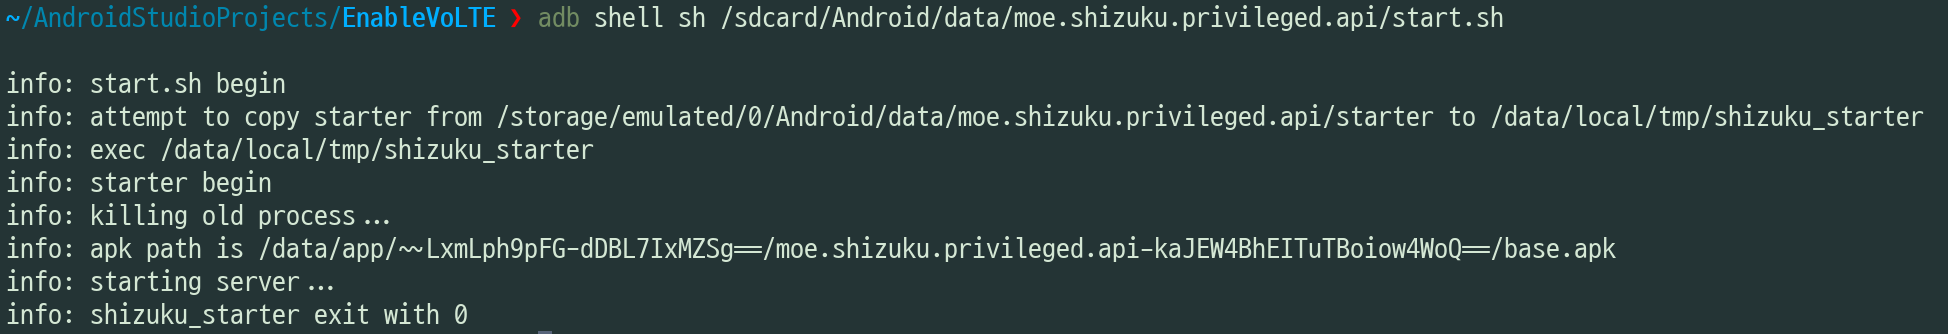 ~/AndroidStudioProjects/EnableVoLTE ❯ adb shell sh /sdcard/Android/data/moe.shizuku.privileged.api/start.sh
info: start.sh begin
info: attempt to copy starter from /storage/emulated/0/Android/data/moe.shizuku.privileged.api/starter to /data/local/tmp/shizuku_starter
info: exec /data/local/tmp/shizuku_starter
info: starter begin
info: killing old process...
info: apk path is /data/app/~~LxmLph9pFG-dDBL7IxMZSg==/moe.shizuku.privileged.api-kaJEW4BhEITuTBoiow4WoQ==/base.apk
info: starting server...
info: shizuku_starter exit with 0